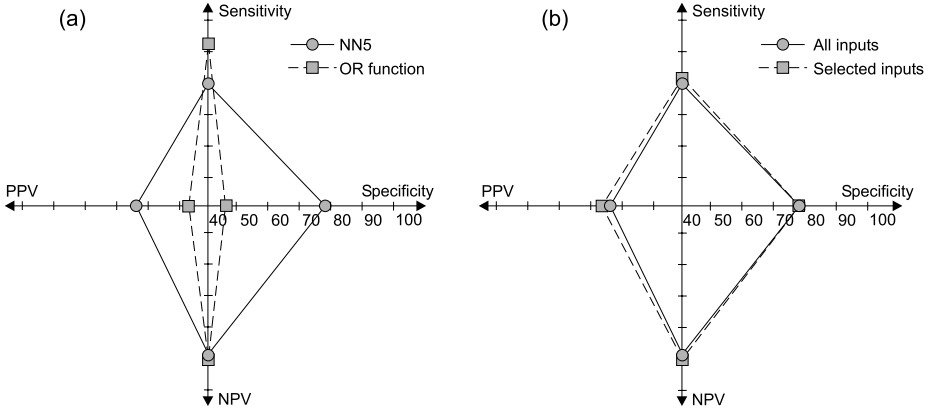 (a)
Sensitivity
NN5
OR function
PPV
Specificity
40 50 60 70 80 90 100
NPV
(b)
Sensitivity
All inputs
Selected inputs
PPV
Specificity
40 50 60 70 80 90 100
NPV